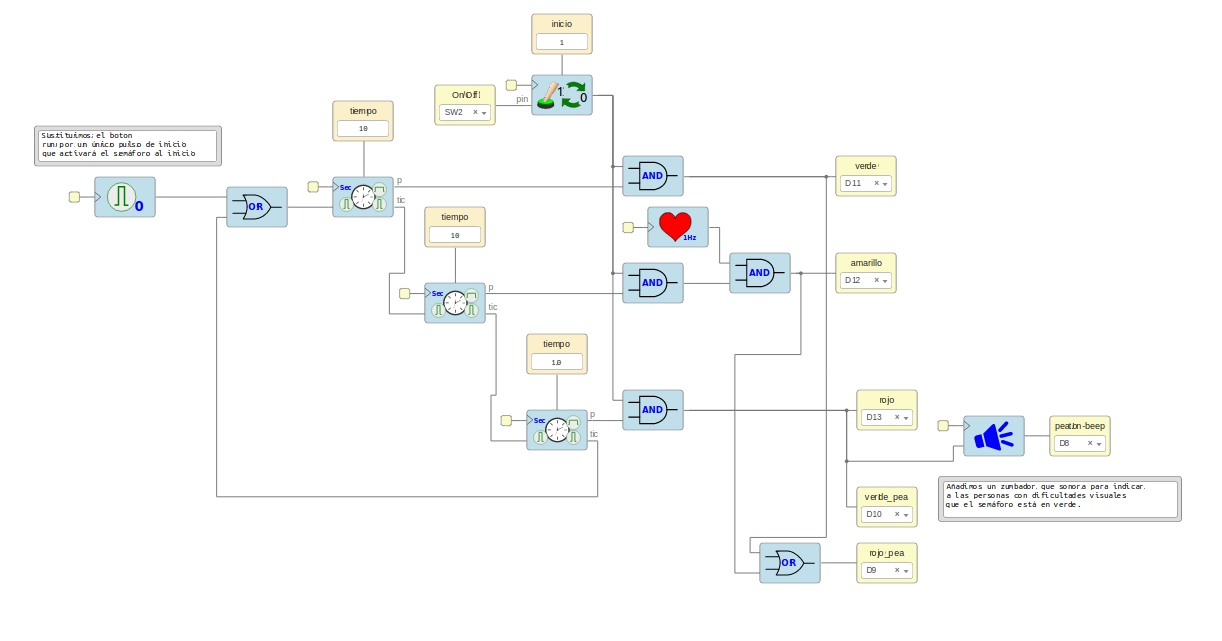 inicio
1
On/Off
SW2
pin
1
0
tiempo
10
Sustituimos el boton
run por un único pulso de inicio
que activará el semáforo al inicio
0
OR
Sec
p
tic
AND
verde
D11
tiempo
10
1Hz
AND
amarillo
D12
Sec
p
tic
AND
tiempo
10
Sec
p
tic
AND
rojo
D13
peatón-beep
D8
verde_pea
D10
Añadimos un zumbador que sonora para indicar
a las personas con dificultades visuales
que el semáforo está en verde.
OR
rojo_pea
D9